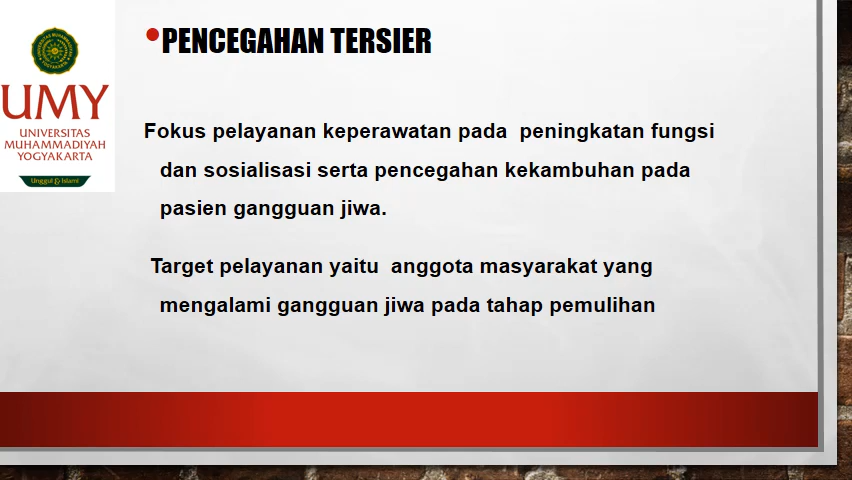 UMY
UNIVERSITAS
MUHAMMADIYAH
YOGYAKARTA
Unggul & Islami
•PENCEGAHAN TERSIER
Fokus pelayanan keperawatan pada peningkatan fungsi
dan sosialisasi serta pencegahan kekambuhan pada
pasien gangguan jiwa.
Target pelayanan yaitu anggota masyarakat yang
mengalami gangguan jiwa pada tahap pemulihan